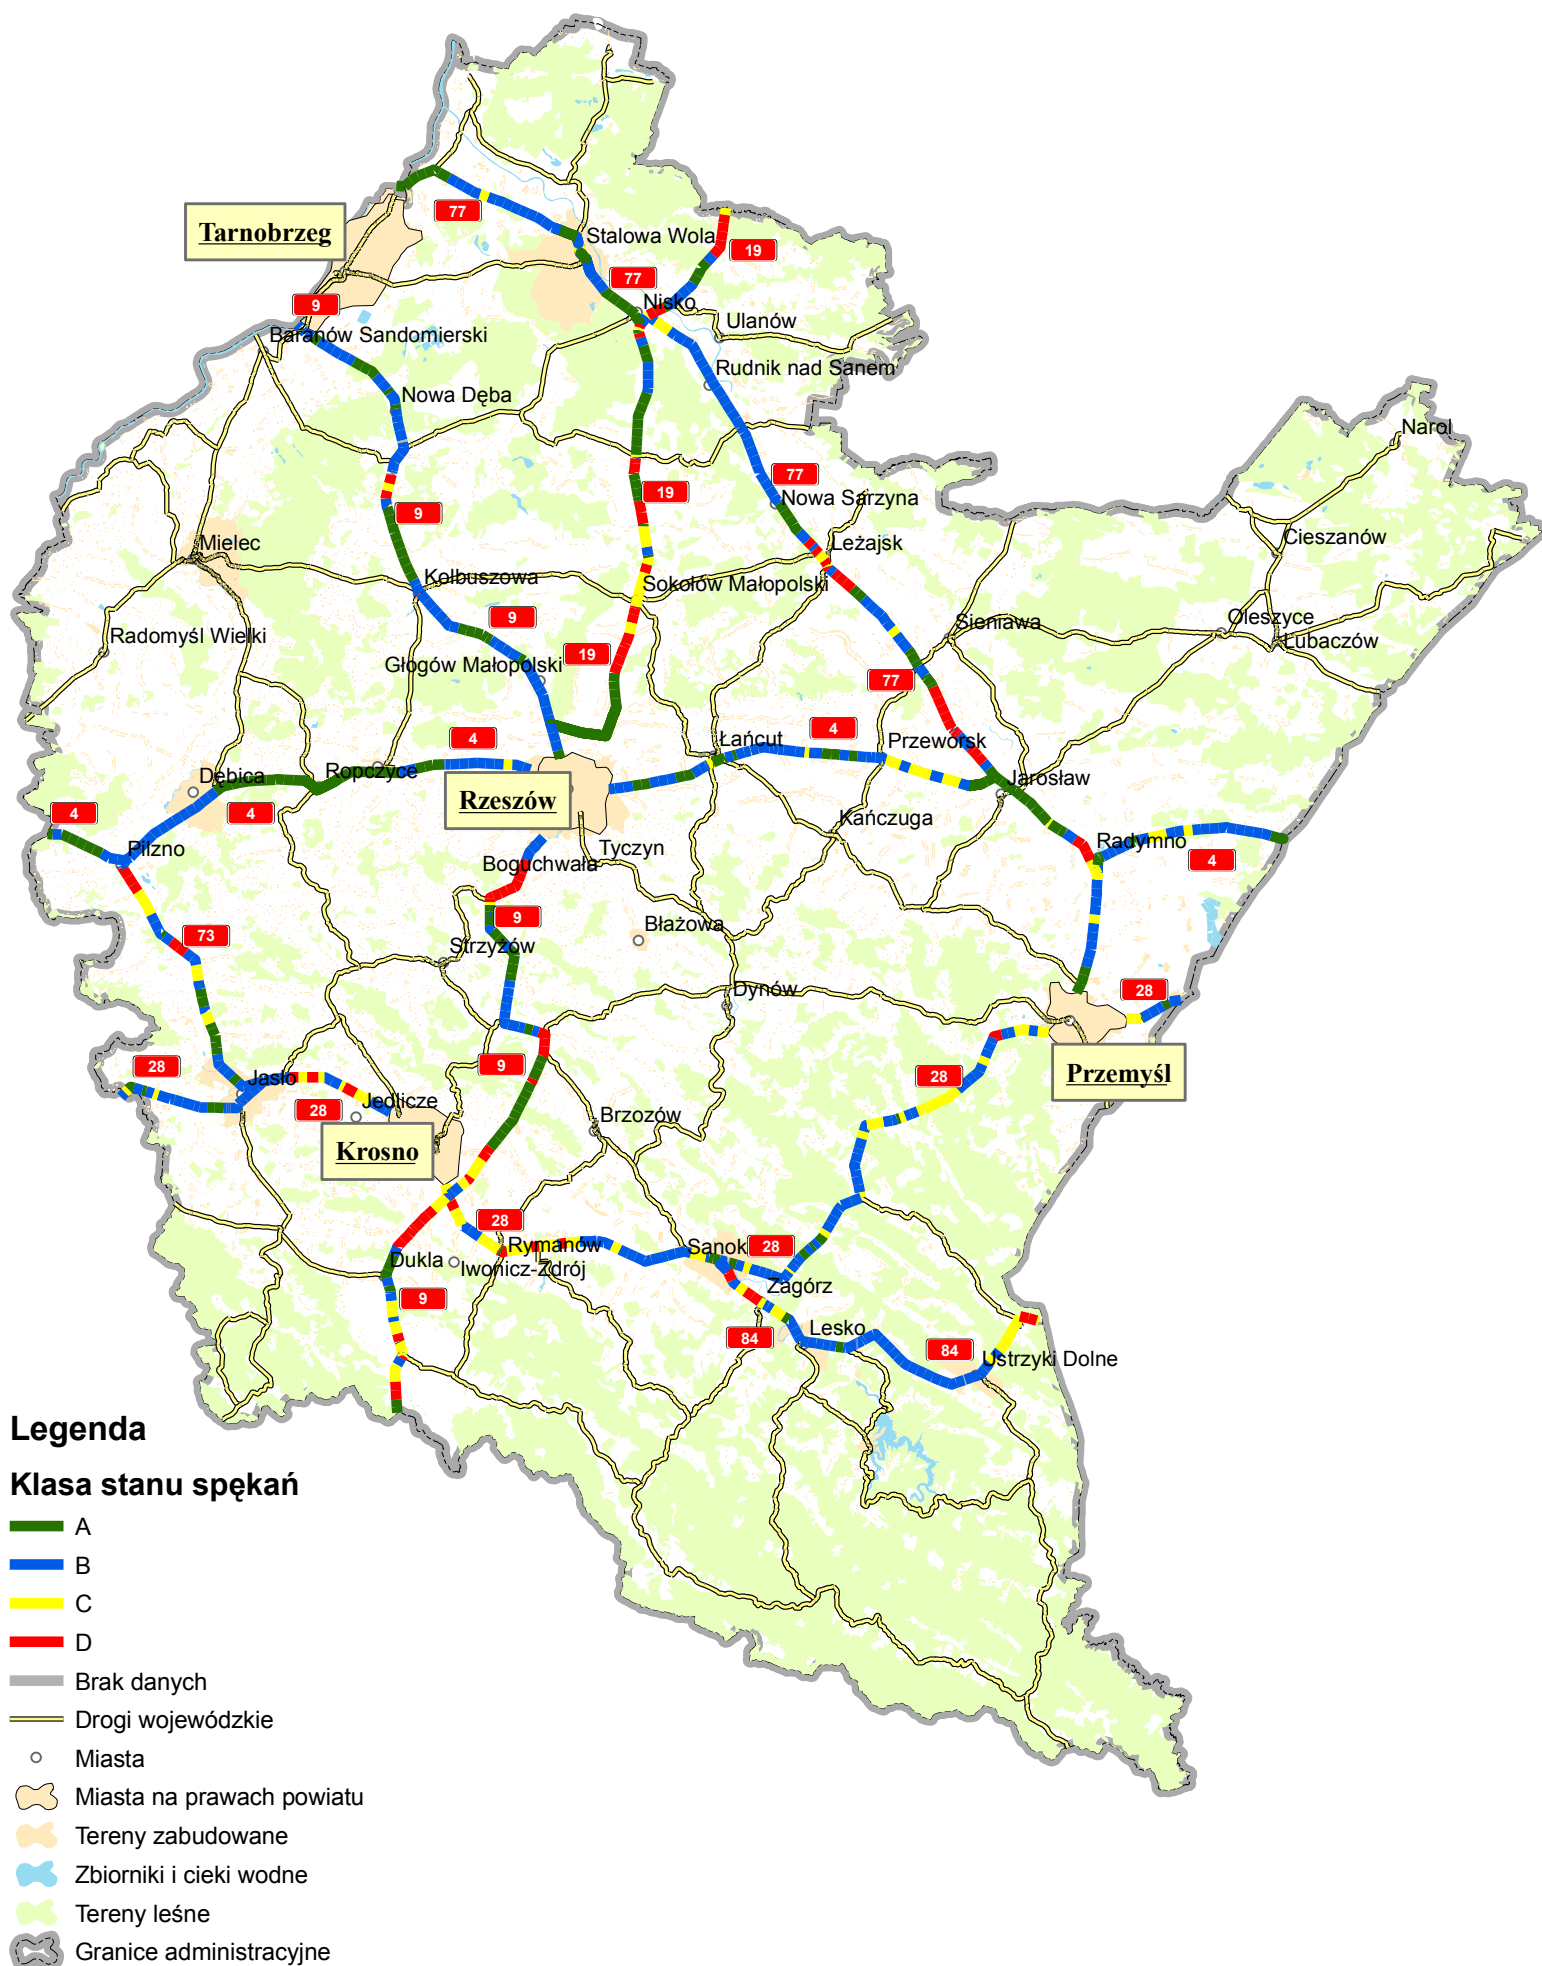 77
Tarnobrzeg
Stalowa Wola
19
77
9
Nisko
Ulanów
Baranów Sandomierski
Rudnik nad Sanem
Nowa Dęba
Narol
77
19
Nowa Sarzyna
9
Cieszanów
Mielec
Leżajsk
Kolbuszowa
Sokołów Małopolski
9
Oleszyce
Sieniawa
Radomyśl Wielki
Lubaczów
19
Głogów Małopolski
77
4
4
Łańcut
Przeworsk
Dębica
Ropczyce
Jarosław
Rzeszów
4
4
Kańczuga
Pilzno
Tyczyn
Radymno
Boguchwała
4
9
Błażowa
73
Strzyżów
Dynów
28
9
28
28
Jasło
Przemyśl
Jedlicze
28
Brzozów
Krosno
28
Rymanów
Sanok
28
Dukla
Iwonicz-Zdrój
Zagórz
9
Lesko
84
84
Ustrzyki Dolne
Legenda
Klasa stanu spękań
A
B
C
D
Brak danych
Drogi wojewódzkie
Miasta
Miasta na prawach powiatu
Tereny zabudowane
Zbiorniki i cieki wodne
Tereny leśne
Granice administracyjne